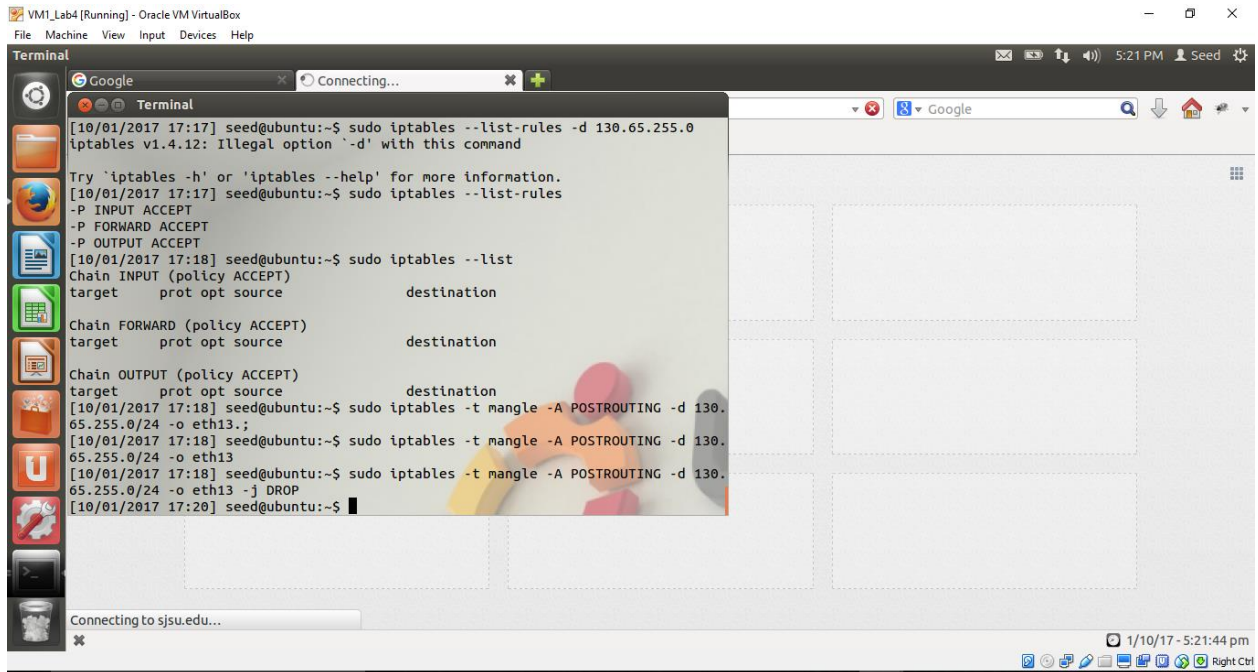 VM1_Lab4 [Running] - Oracle VM VirtualBox
File Machine View Input Devices Help
Terminal
5:21 PM Seed
Google
Connecting...
Terminal
Google
[10/01/2017 17:17] seed@ubuntu:~$ sudo iptables --list-rules -d 130.65.255.0
iptables v1.4.12: Illegal option `-d' with this command
Try `iptables -h' or 'iptables --help' for more information.
[10/01/2017 17:17] seed@ubuntu:~$ sudo iptables --list-rules
-P INPUT ACCEPT
-P FORWARD ACCEPT
-P OUTPUT ACCEPT
[10/01/2017 17:18] seed@ubuntu:~$ sudo iptables --list
Chain INPUT (policy ACCEPT)
target     prot opt source               destination
Chain FORWARD (policy ACCEPT)
target     prot opt source               destination
Chain OUTPUT (policy ACCEPT)
target     prot opt source               destination
[10/01/2017 17:18] seed@ubuntu:~$ sudo iptables -t mangle -A POSTROUTING -d 130.
65.255.0/24 -o eth13.;
[10/01/2017 17:18] seed@ubuntu:~$ sudo iptables -t mangle -A POSTROUTING -d 130.
65.255.0/24 -o eth13
[10/01/2017 17:18] seed@ubuntu:~$ sudo iptables -t mangle -A POSTROUTING -d 130.
65.255.0/24 -o eth13 -j DROP
[10/01/2017 17:20] seed@ubuntu:~$
Connecting to sjsu.edu...
1/10/17 - 5:21:44 pm
Right Ctrl